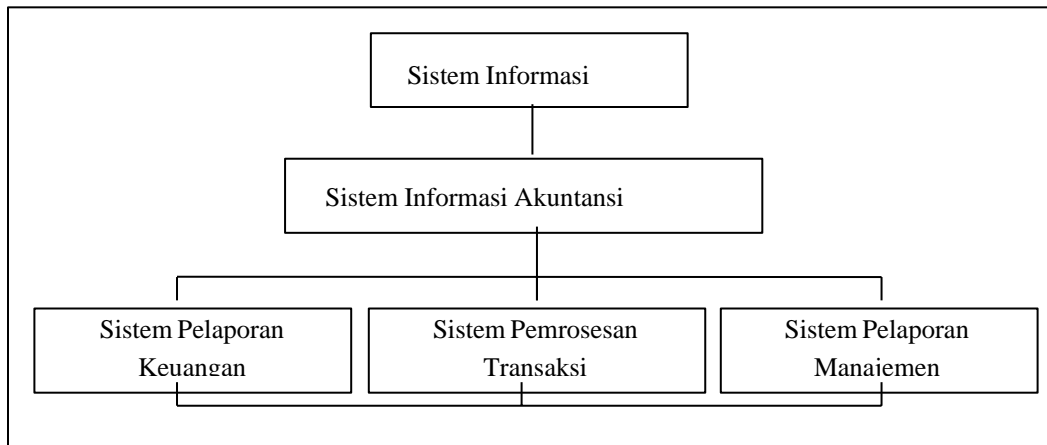 Sistem Informasi
Sistem Informasi Akuntansi
Sistem Pelaporan
Keuangan
Sistem Pemrosesan
Transaksi
Sistem Pelaporan
Manajemen